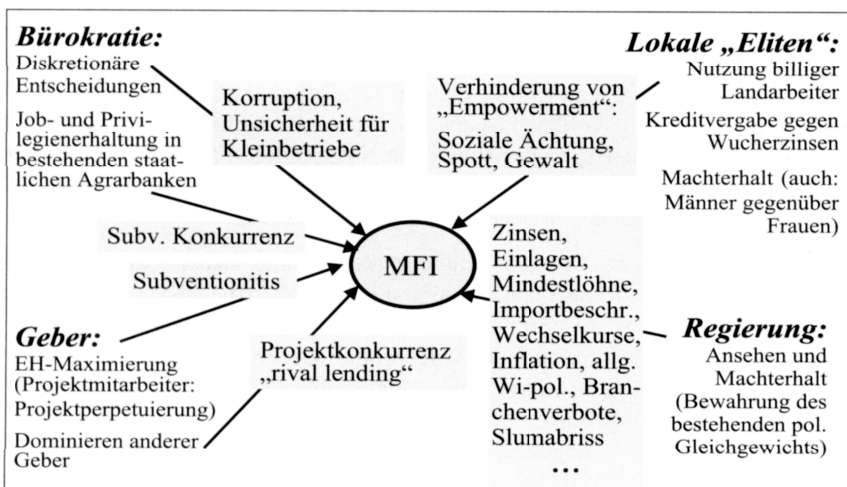 Bürokratie:
Diskretionäre
Entscheidungen
Job- und Privi-
legienerhaltung in
bestehenden staat-
lichen Agrarbanken
Korruption,
Unsicherheit für
Kleinbetriebe
Subv. Konkurrenz
Subventionitis
Geber:
EH-Maximierung
(Projektmitarbeiter:
Projektperpetuierung)
Dominieren anderer
Geber
Projektkonkurrenz
„rival lending“
MFI
Verhinderung von
„Empowerment“:
Soziale Ächtung,
Spott, Gewalt
Lokale „Eliten“:
Nutzung billiger
Landarbeiter
Kreditvergabe gegen
Wucherzinsen
Machterhalt (auch:
Männer gegenüber
Frauen)
Zinsen,
Einlagen,
Mindestlöhne,
Importbeschr.,
Wechselkurse,
Inflation, allg.
Wi-pol., Bran-
chenverbote,
Slumabriss
...
Regierung:
Ansehen und
Machterhalt
(Bewahrung des
bestehenden pol.
Gleichgewichts)